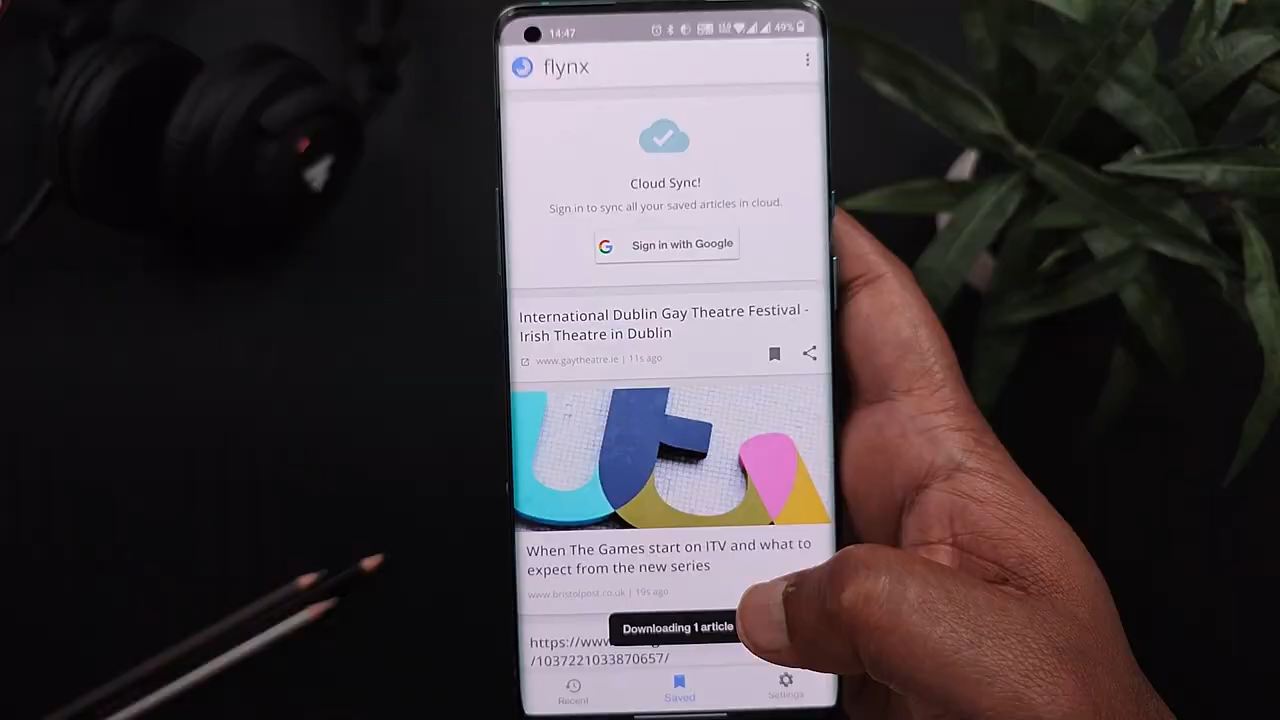 14:47
49%
flynx
Cloud Sync!
Sign in to sync all your saved articles in cloud.
G Sign in with Google
International Dublin Gay Theatre Festival -
Irish Theatre in Dublin
www.gaytheatre.ie | 11s ago
When The Games start on ITV and what to
expect from the new series
www.bristolpost.co.uk | 19s ago
Downloading 1 article
https://www
/1037221033870657/
Recent
Saved
Settings